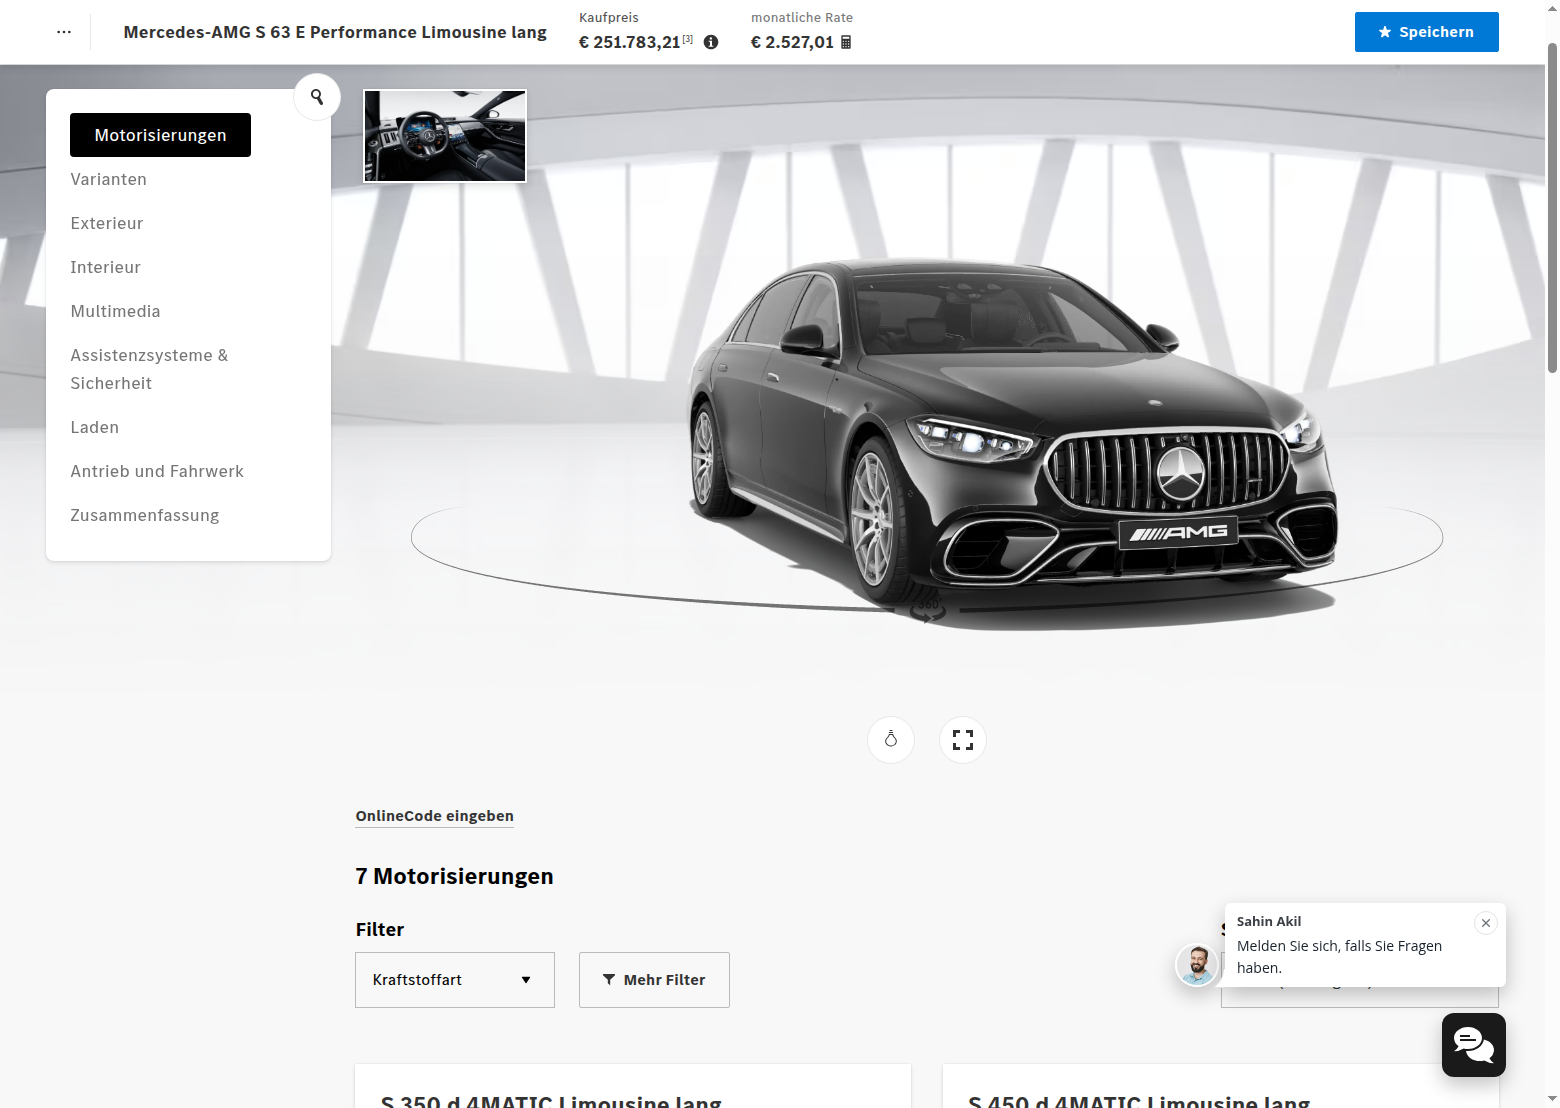 Mercedes-AMG S 63 E Performance Limousine lang
Kaufpreis
€ 251.783,21[3]
monatliche Rate
€ 2.527,01
Speichern
Motorisierungen
Varianten
Exterieur
Interieur
Multimedia
Assistenzsysteme &
Sicherheit
Laden
Antrieb und Fahrwerk
Zusammenfassung
AMG
360
OnlineCode eingeben
7 Motorisierungen
Filter
Kraftstoffart
Mehr Filter
Sahin Akil
Melden Sie sich, falls Sie Fragen
haben.
S 350 d 4MATIC Limousine lang
S 450 d 4MATIC Limousine lang